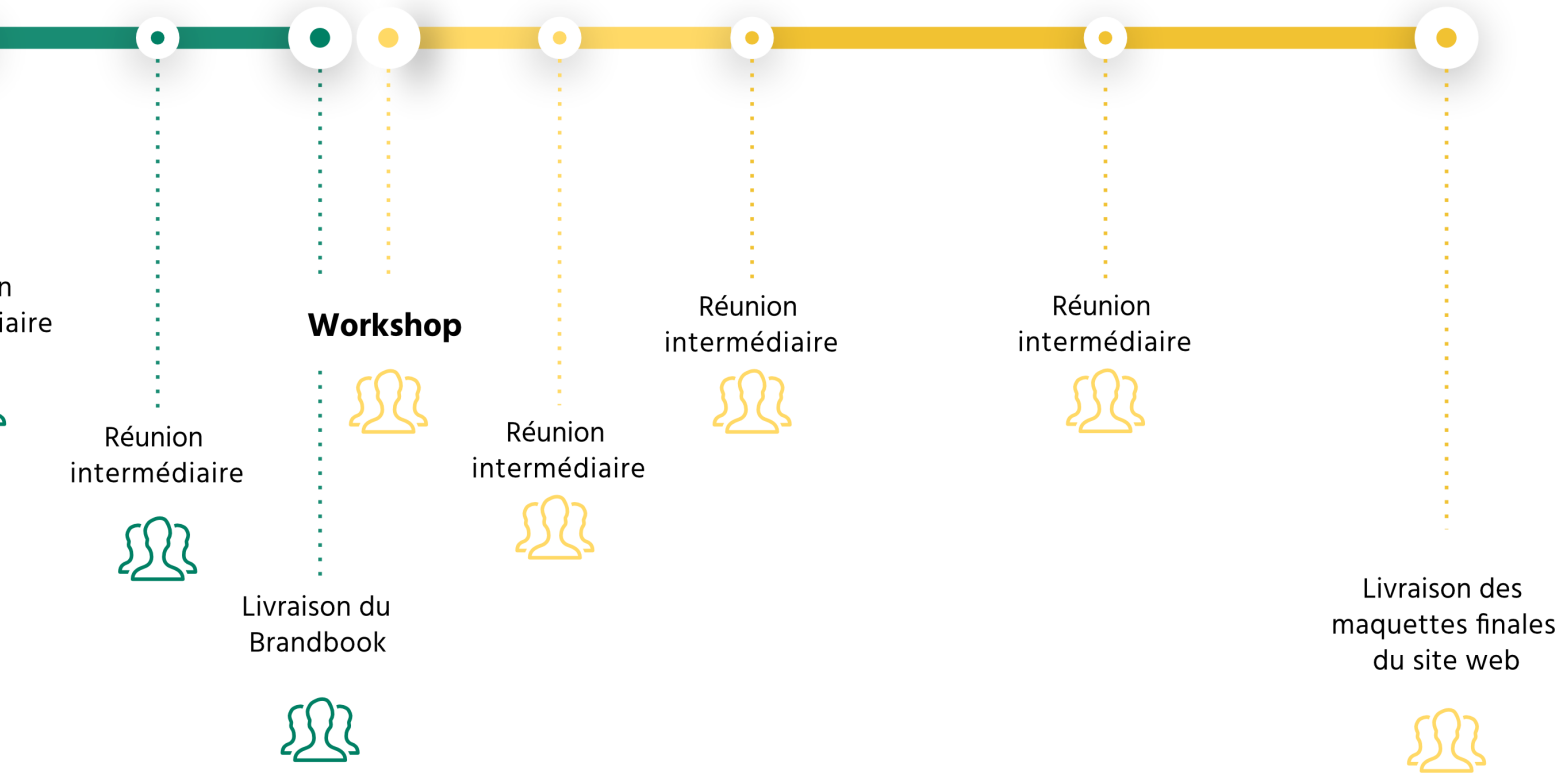 n
iaire
Réunion
intermédiaire
Livraison du
Brandbook
Workshop
Réunion
intermédiaire
Réunion
intermédiaire
Réunion
intermédiaire
Livraison des
maquettes finales
du site web